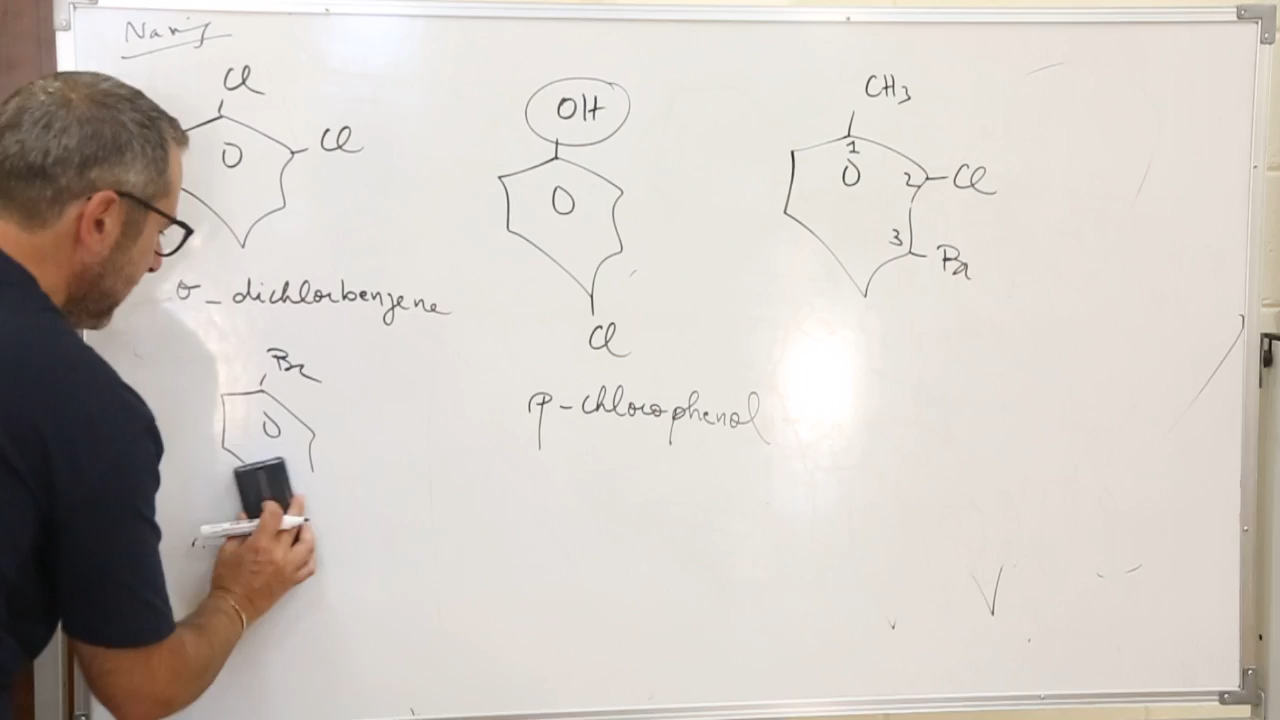 Naming
Cl
Cl
O
o-dichlorbenzene
Br
O
OH
O
Cl
p-chlorophenol
CH3
1
O
2
Cl
3
Br